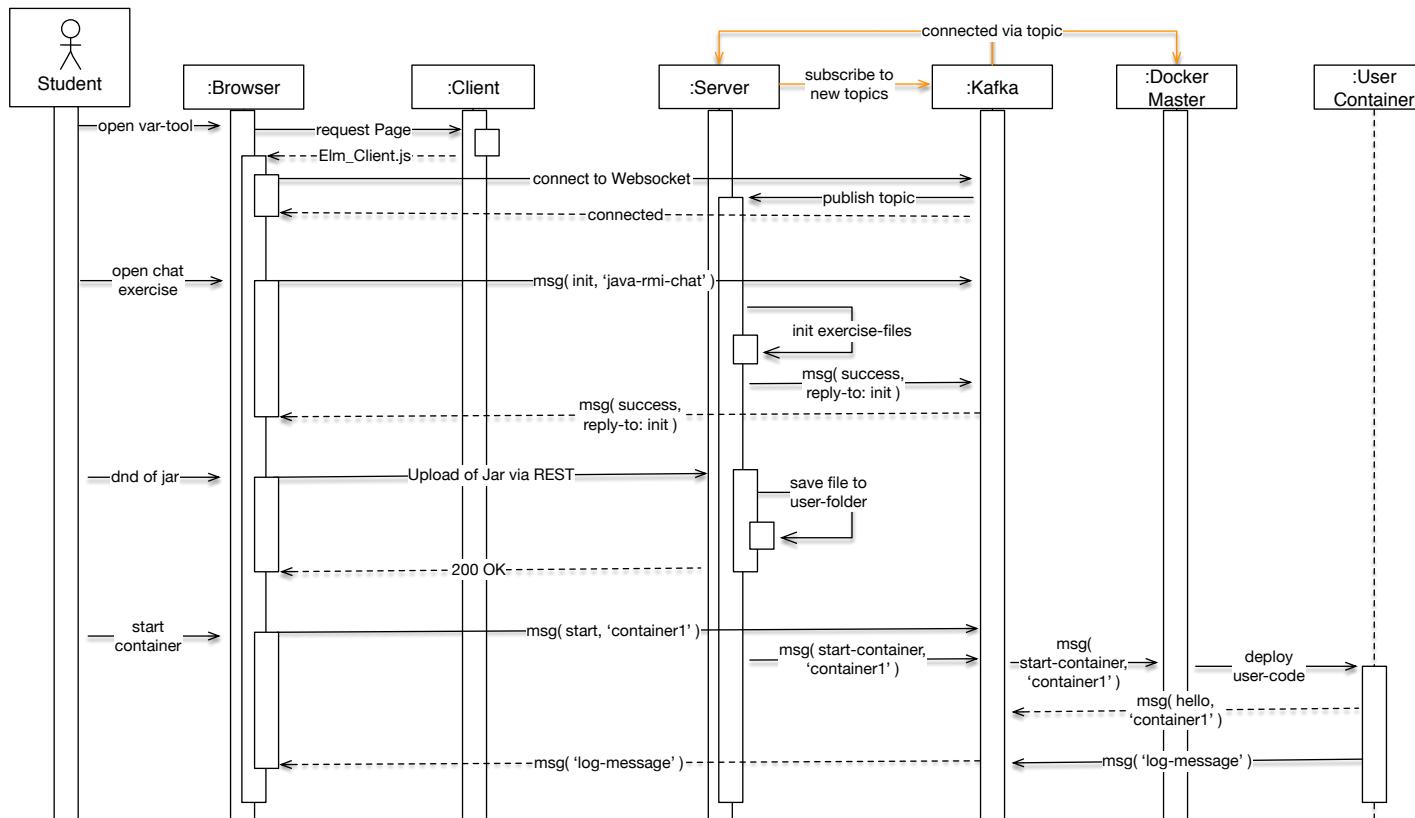 connected via topic
Student
:Browser
:Client
:Server
subscribe to
new topics
:Kafka
:Docker
Master
:User
Container
open var-tool
request Page
Elm_Client.js
connect to Websocket
publish topic
connected
open chat
exercise
msg( init, ‘java-rmi-chat’ )
init exercise-files
msg( success,
reply-to: init )
msg( success,
reply-to: init )
dnd of jar
Upload of Jar via REST
save file to
user-folder
200 OK
start
container
msg( start, ‘container1’ )
msg( start-container,
‘container1’ )
msg(
start-container,
‘container1’ )
deploy
user-code
msg( hello,
‘container1’ )
msg( ‘log-message’ )
msg( ‘log-message’ )